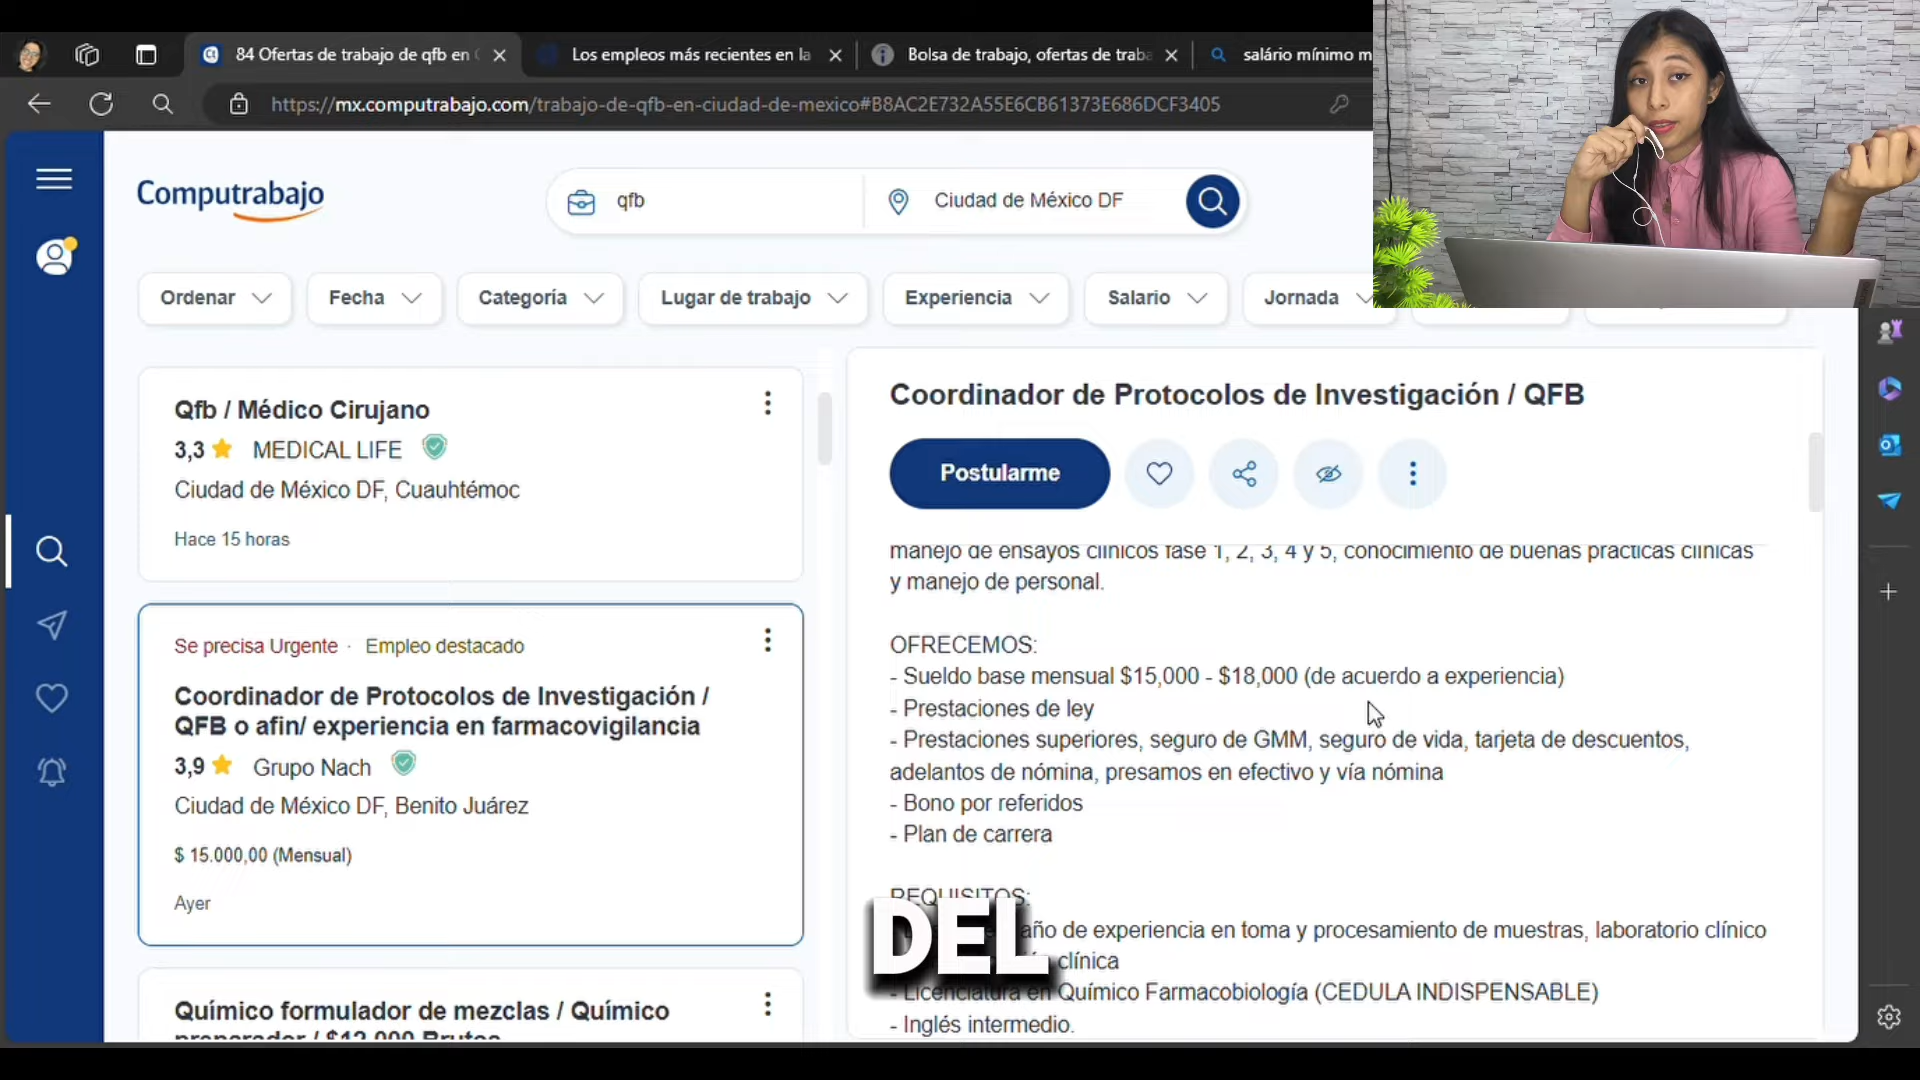 84 Ofertas de trabajo de qfb en
Los empleos más recientes en la
Bolsa de trabajo, ofertas de traba
salário mínimo m
https://mx.computrabajo.com/trabajo-de-qfb-en-ciudad-de-mexico#B8AC2E732A55E6CB61373E686DCF3405
Computrabajo
qfb
Ciudad de México DF
Ordenar
Fecha
Categoría
Lugar de trabajo
Experiencia
Salario
Jornada
Qfb / Médico Cirujano
3,3 MEDICAL LIFE
Ciudad de México DF, Cuauhtémoc
Hace 15 horas
Se precisa Urgente · Empleo destacado
Coordinador de Protocolos de Investigación /
QFB o afin/ experiencia en farmacovigilancia
3,9 Grupo Nach
Ciudad de México DF, Benito Juárez
$ 15.000,00 (Mensual)
Ayer
Químico formulador de mezclas / Químico
preparador / $12,000 Brutos
Coordinador de Protocolos de Investigación / QFB
Postularme
manejo de ensayos clínicos fase 1, 2, 3, 4 y 5, conocimiento de buenas prácticas clínicas
y manejo de personal.
OFRECEMOS:
- Sueldo base mensual $15,000 - $18,000 (de acuerdo a experiencia)
- Prestaciones de ley
- Prestaciones superiores, seguro de GMM, seguro de vida, tarjeta de descuentos,
adelantos de nómina, presamos en efectivo y vía nómina
- Bono por referidos
- Plan de carrera
REQUISITOS:
año de experiencia en toma y procesamiento de muestras, laboratorio clínico
clínica
- Licenciatura en Químico Farmacobiología (CEDULA INDISPENSABLE)
- Inglés intermedio.
DEL